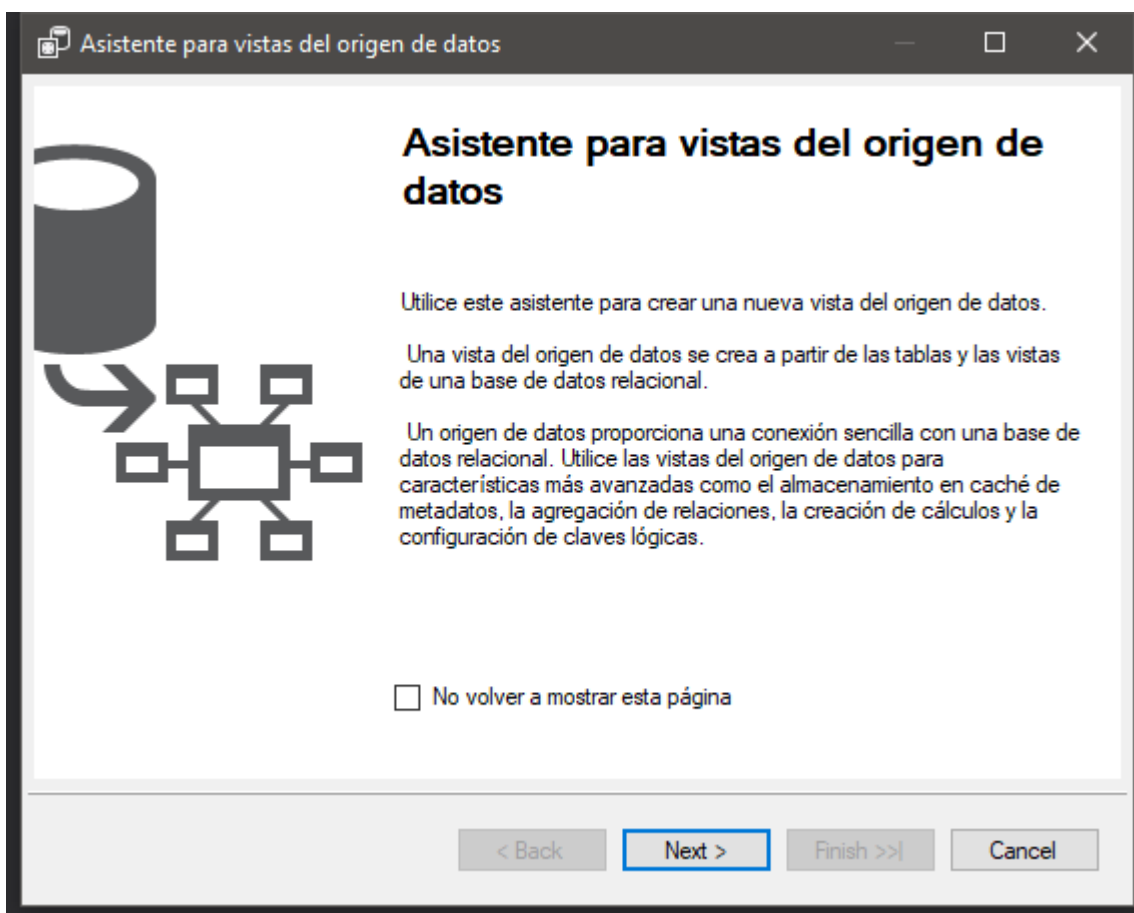 Asistente para vistas del origen de datos
Asistente para vistas del origen de
datos
Utilice este asistente para crear una nueva vista del origen de datos.
Una vista del origen de datos se crea a partir de las tablas y las vistas
de una base de datos relacional.
Un origen de datos proporciona una conexión sencilla con una base de
datos relacional. Utilice las vistas del origen de datos para
características más avanzadas como el almacenamiento en caché de
metadatos, la agregación de relaciones, la creación de cálculos y la
configuración de claves lógicas.
No volver a mostrar esta página
< Back Next > Finish >>| Cancel